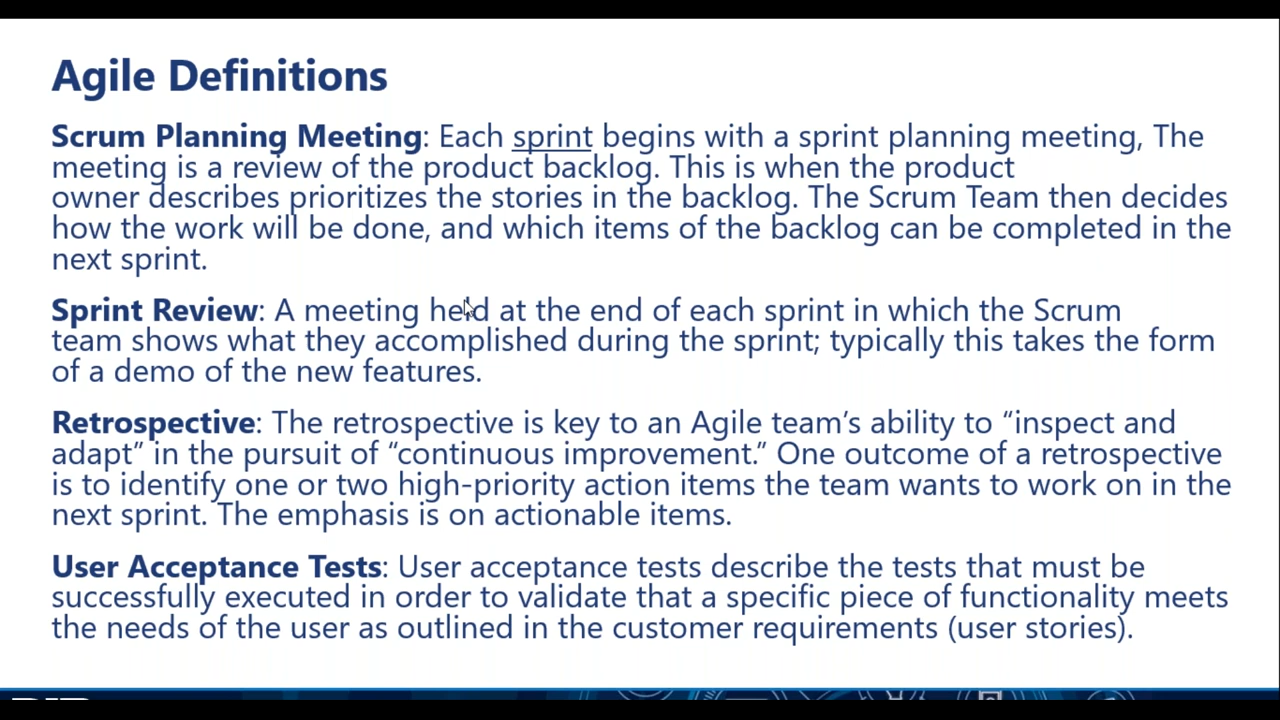 Agile Definitions
Scrum Planning Meeting: Each sprint begins with a sprint planning meeting, The
meeting is a review of the product backlog. This is when the product
owner describes prioritizes the stories in the backlog. The Scrum Team then decides
how the work will be done, and which items of the backlog can be completed in the
next sprint.
Sprint Review: A meeting held at the end of each sprint in which the Scrum
team shows what they accomplished during the sprint; typically this takes the form
of a demo of the new features.
Retrospective: The retrospective is key to an Agile team’s ability to “inspect and
adapt” in the pursuit of “continuous improvement.” One outcome of a retrospective
is to identify one or two high-priority action items the team wants to work on in the
next sprint. The emphasis is on actionable items.
User Acceptance Tests: User acceptance tests describe the tests that must be
successfully executed in order to validate that a specific piece of functionality meets
the needs of the user as outlined in the customer requirements (user stories).